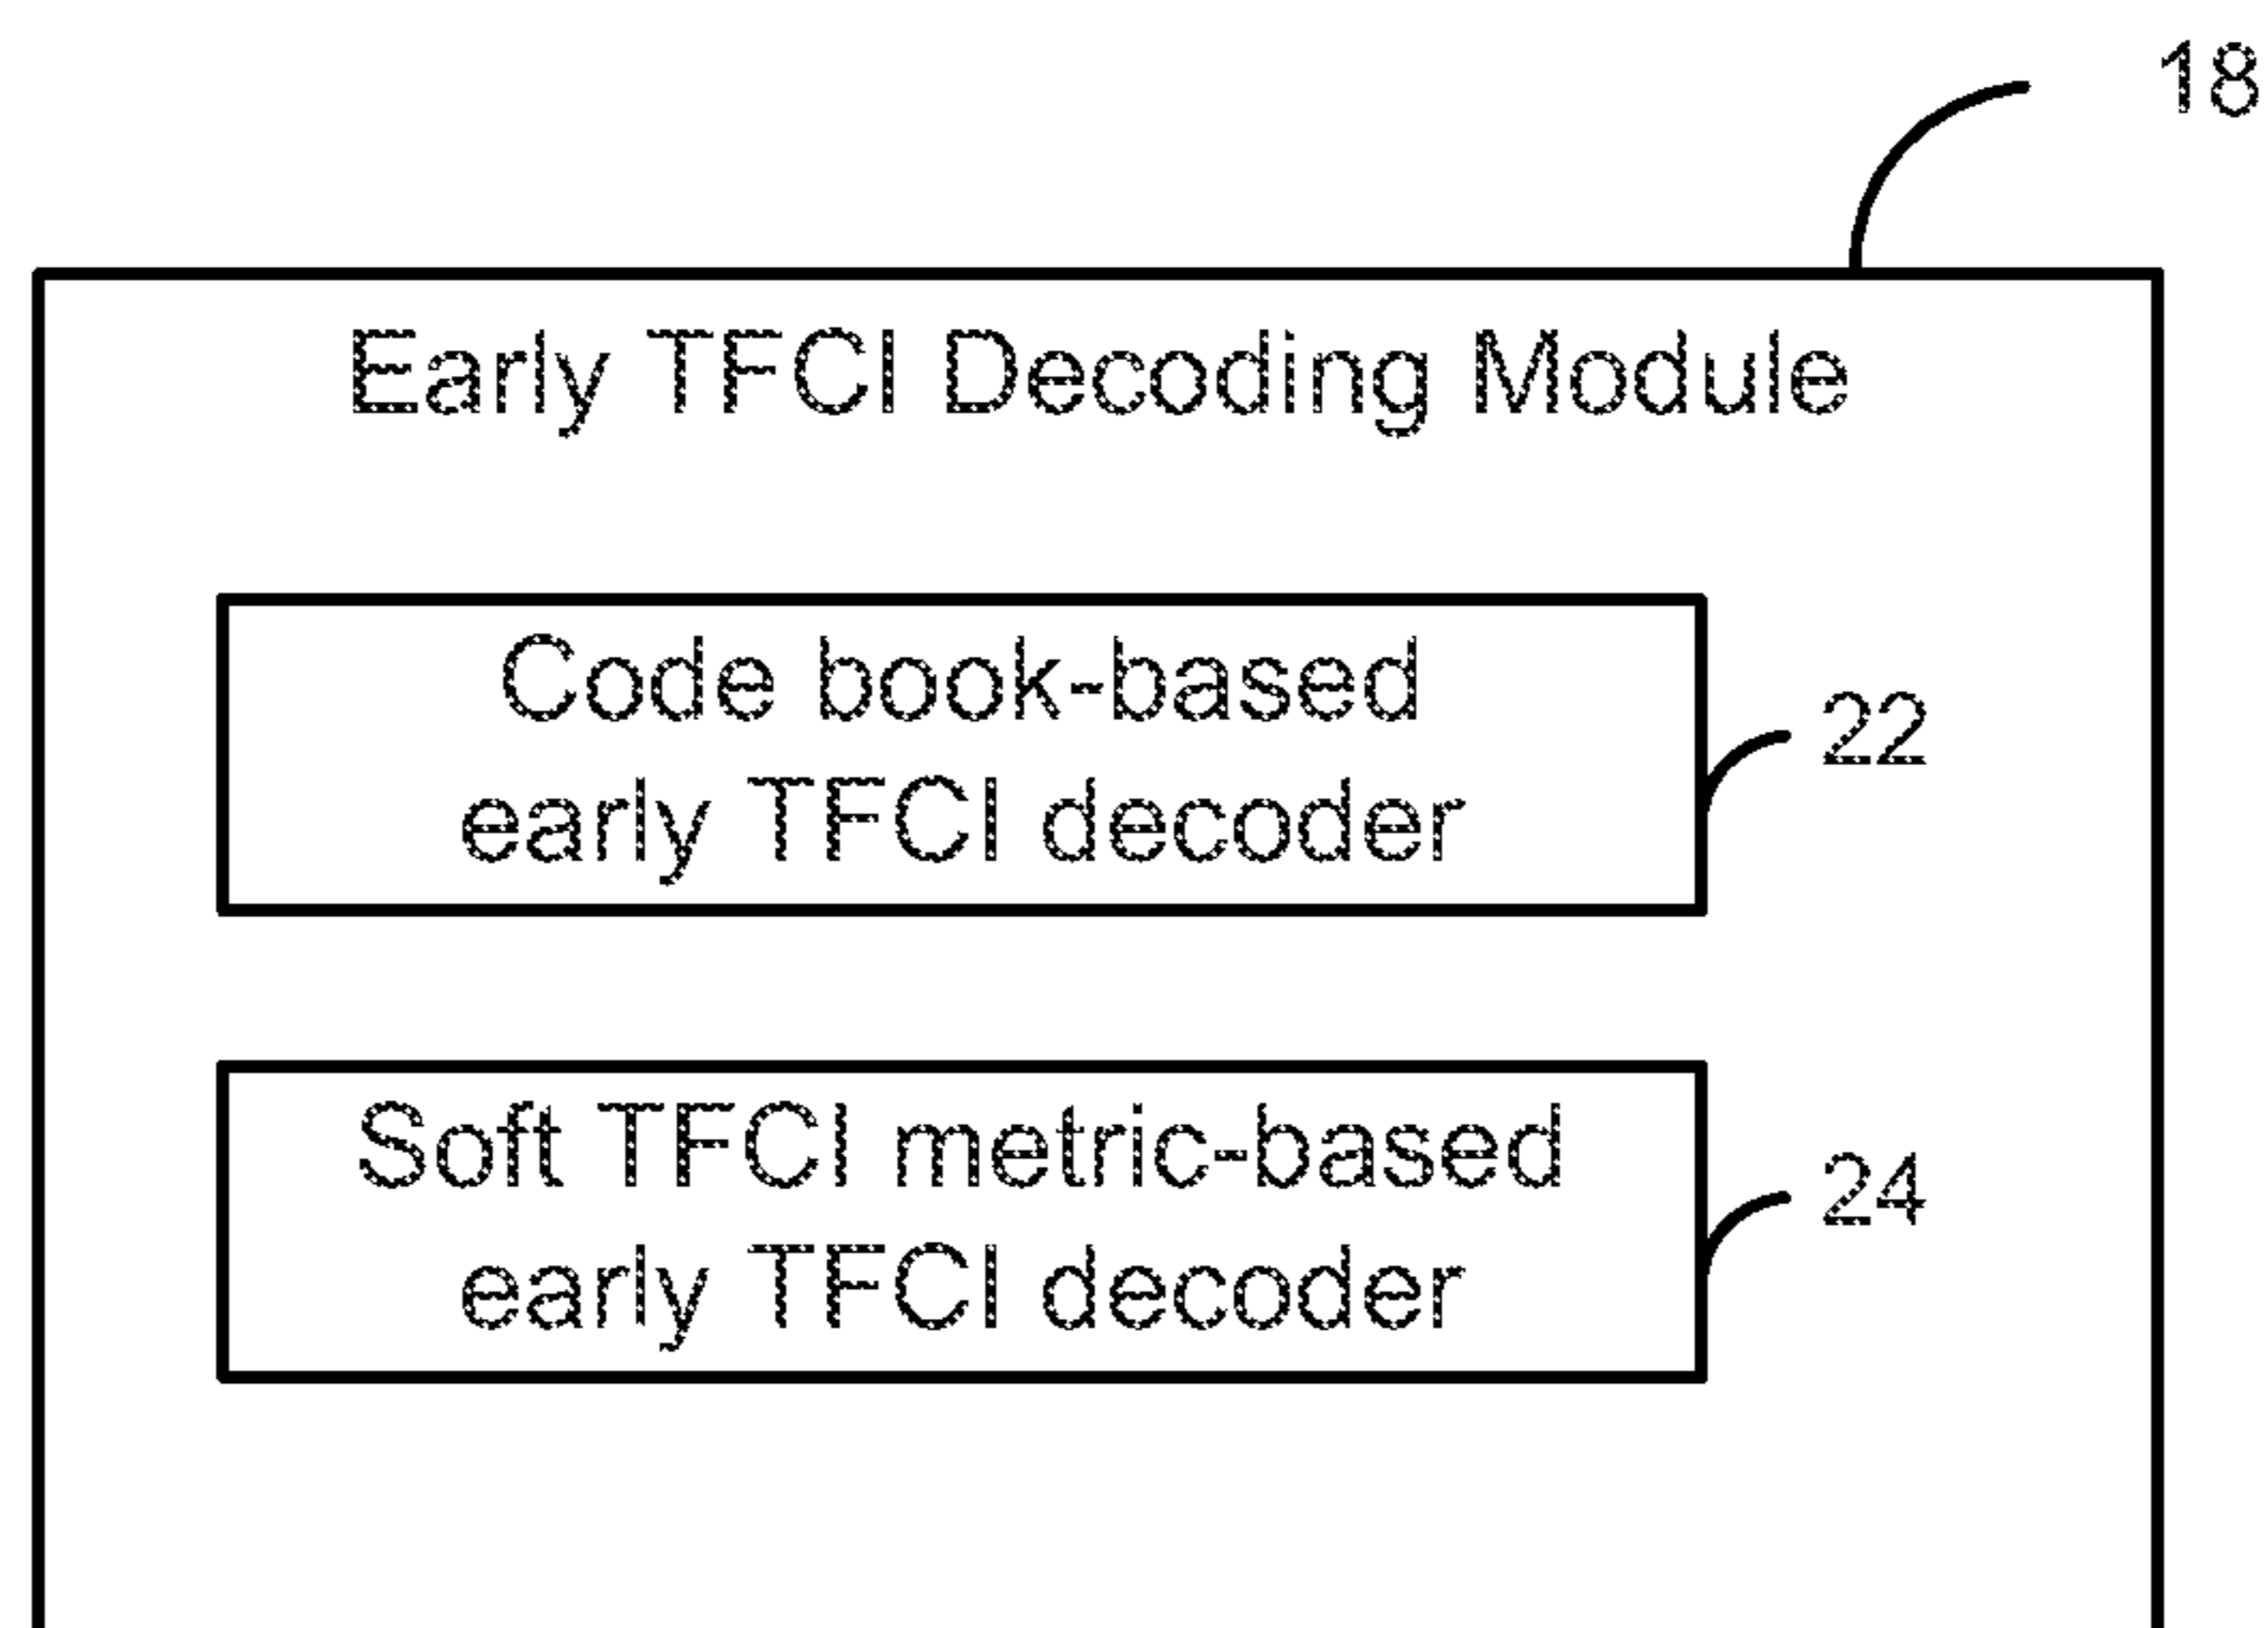 18
Early TFCI Decoding Module
Code book-based
early TFCI decoder
22
Soft TFCI metric-based
early TFCI decoder
24